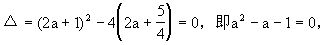 △ = (2a + 1)² − 4(2a + 5/4) = 0, 即a² − a − 1 = 0,